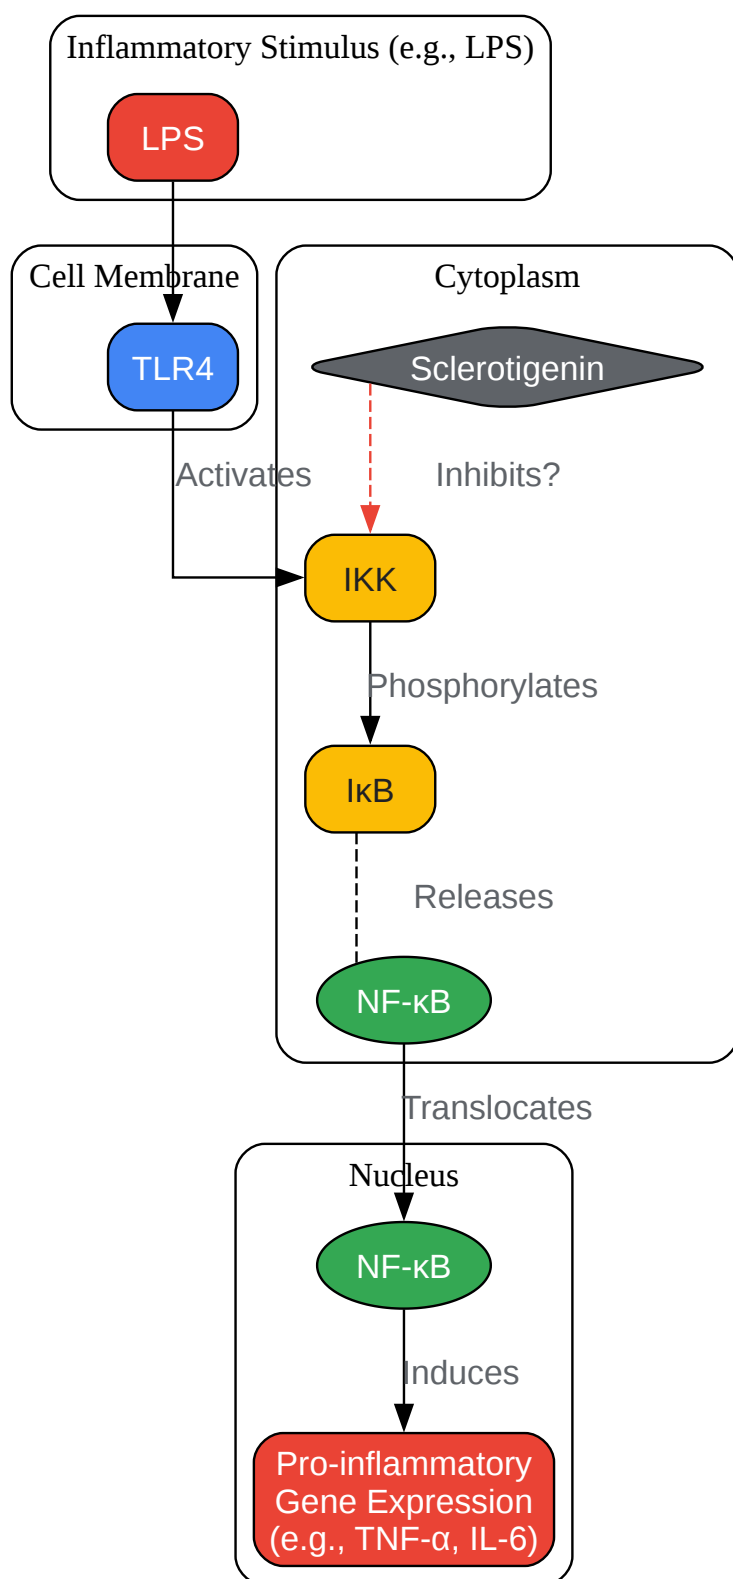 Inflammatory Stimulus (e.g., LPS)
LPS
Cell Membrane
Cytoplasm
TLR4
Sclerotigenin
Activates
Inhibits?
IKK
Phosphorylates
IκB
Releases
NF-κB
Translocates
Nucleus
NF-κB
Induces
Pro-inflammatory
Gene Expression
(e.g., TNF-α, IL-6)